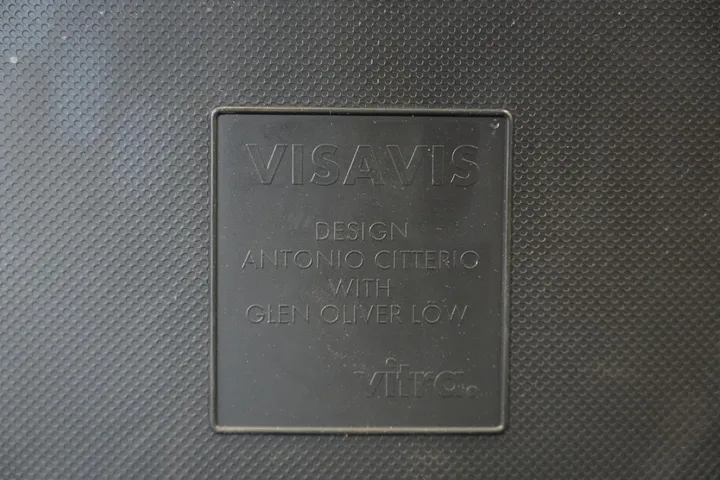 VISAVIS
DESIGN
ANTONIO CITTERIO
WITH
GLEN OLIVER LÖW
vitra.